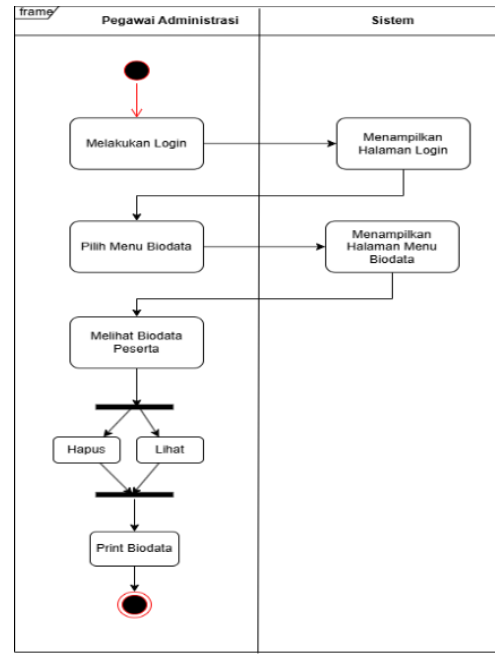 frame
Pegawai Administrasi
Sistem
Melakukan Login
Menampilkan
Halaman Login
Pilih Menu Biodata
Menampilkan
Halaman Menu
Biodata
Melihat Biodata
Peserta
Hapus
Lihat
Print Biodata